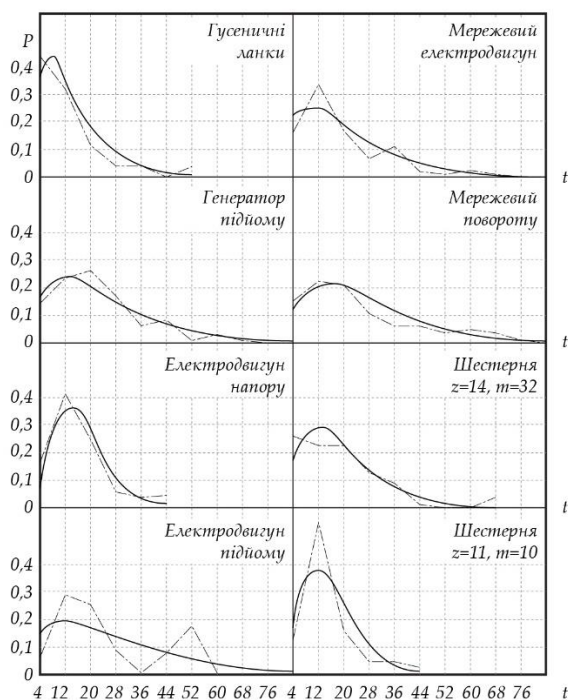 P
Гусеничні
ланки
Мережевий
електродвигун
0,4
0,3
0,2
0,1
0
t
Генератор
підйому
Мережевий
повороту
0,4
0,3
0,2
0,1
0
t
Електродвигун
напору
Шестерня
z=14, m=32
0,4
0,3
0,2
0,1
0
t
Електродвигун
підйому
Шестерня
z=11, m=10
0,4
0,3
0,2
0,1
0
4 12 20 28 36 44 52 60 68 76 4 12 20 28 36 44 52 60 68 76 t